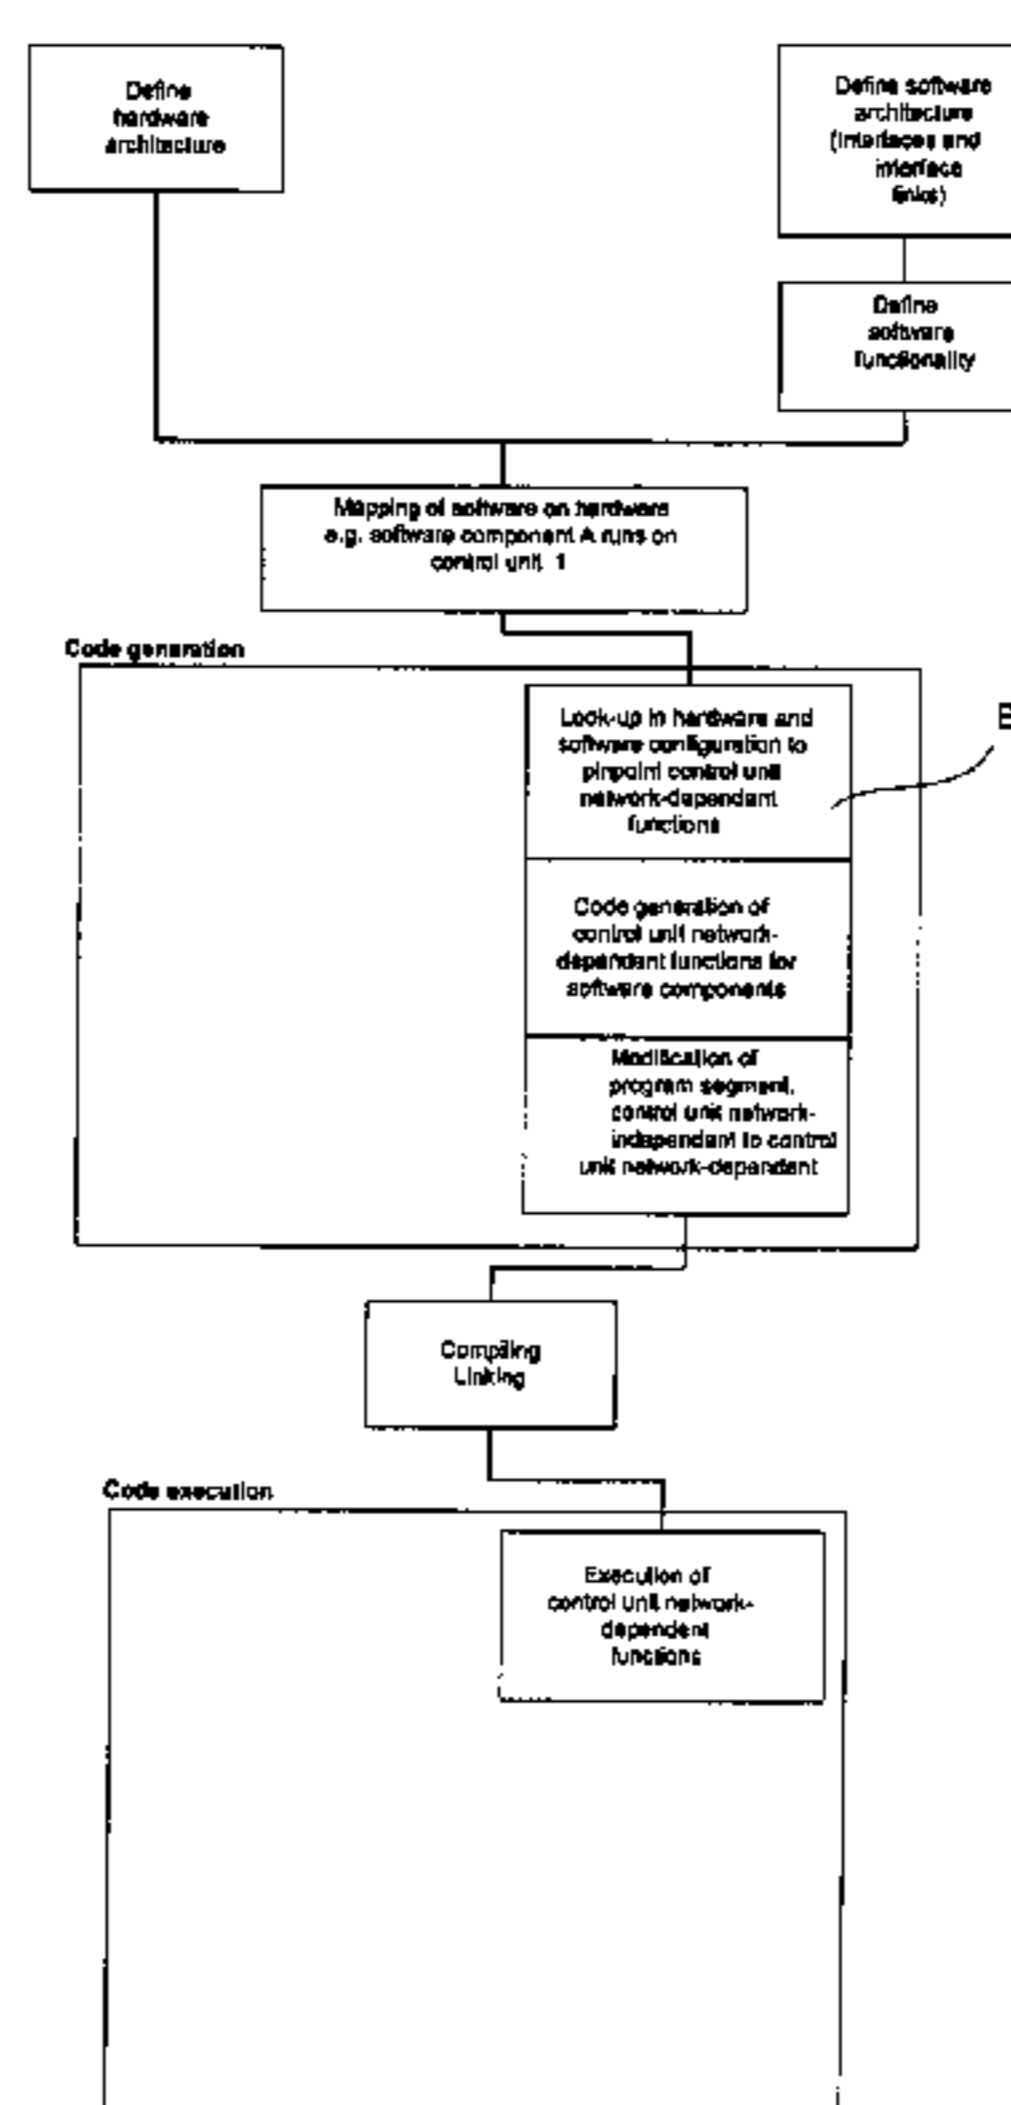 Define
hardware
architecture
Define software
architecture
(interfaces and
interface
links)
Define
software
functionality
Mapping of software on hardware
e.g. software component A runs on
control unit 1
Code generation
Look-up in hardware and
software configuration to
pinpoint control unit
network-dependent
functions
Code generation of
control unit network-
dependent functions for
software components
Modification of
program segment,
control unit network-
independent to control
unit network-dependent
Compiling
Linking
Code execution
Execution of
control unit network-
dependent
functions